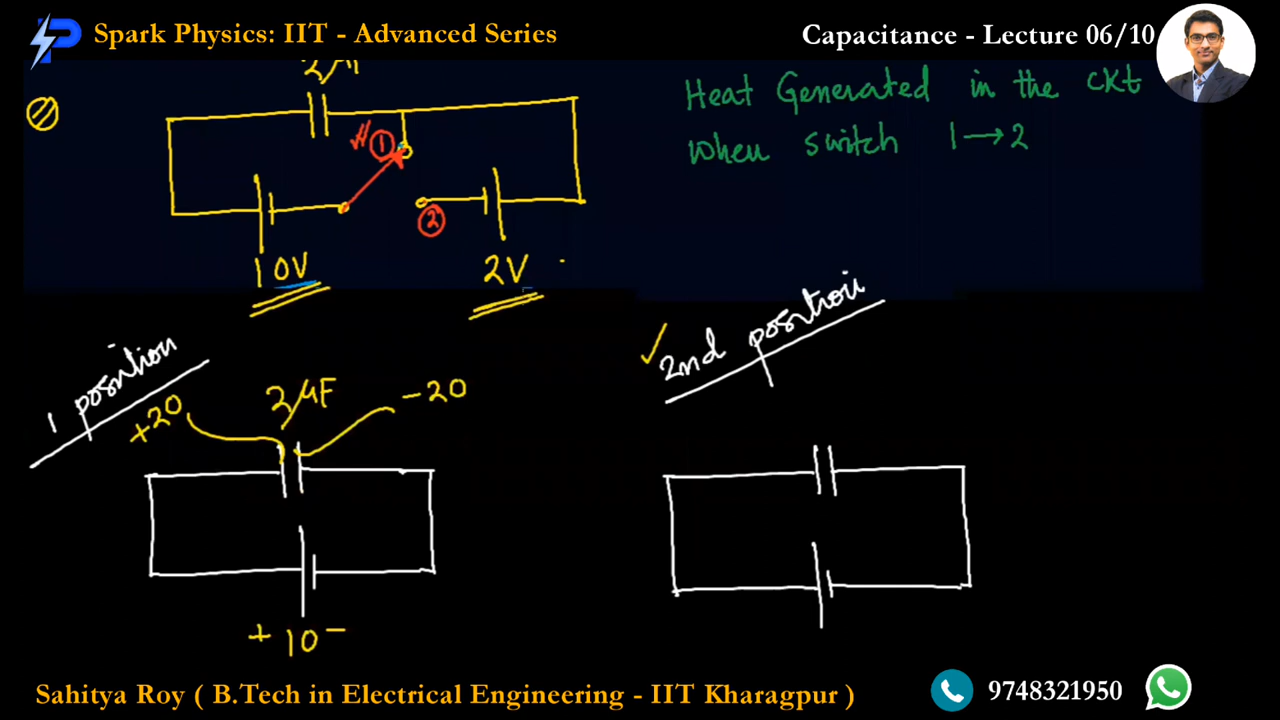 Spark Physics: IIT - Advanced Series
Capacitance - Lecture 06/10
Heat Generated in the CKt
when switch 1→2
①
②
10V
2V
1 position
2nd position
+20
2μF
-20
+ 10 -
Sahitya Roy ( B.Tech in Electrical Engineering - IIT Kharagpur )
9748321950